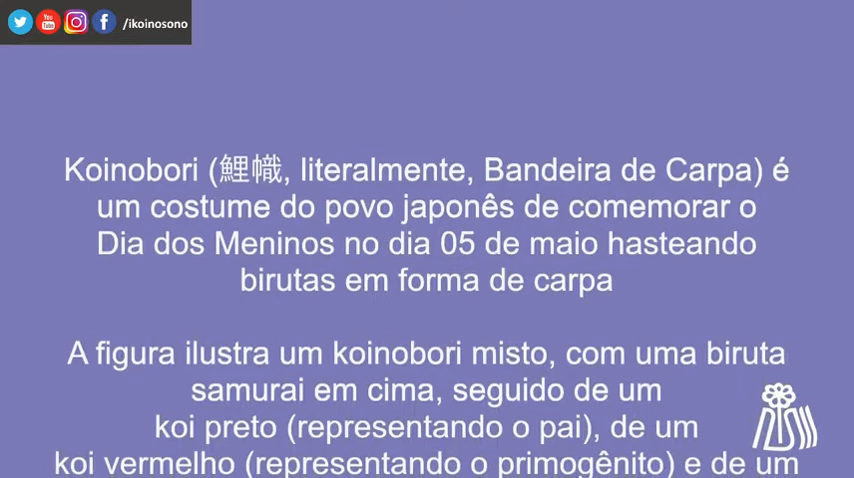 /ikoinosono
Koinobori (鯉幟, literalmente, Bandeira de Carpa) é
um costume do povo japonês de comemorar o
Dia dos Meninos no dia 05 de maio hasteando
birutas em forma de carpa
A figura ilustra um koinobori misto, com uma biruta
samurai em cima, seguido de um
koi preto (representando o pai), de um
koi vermelho (representando o primogênito) e de um